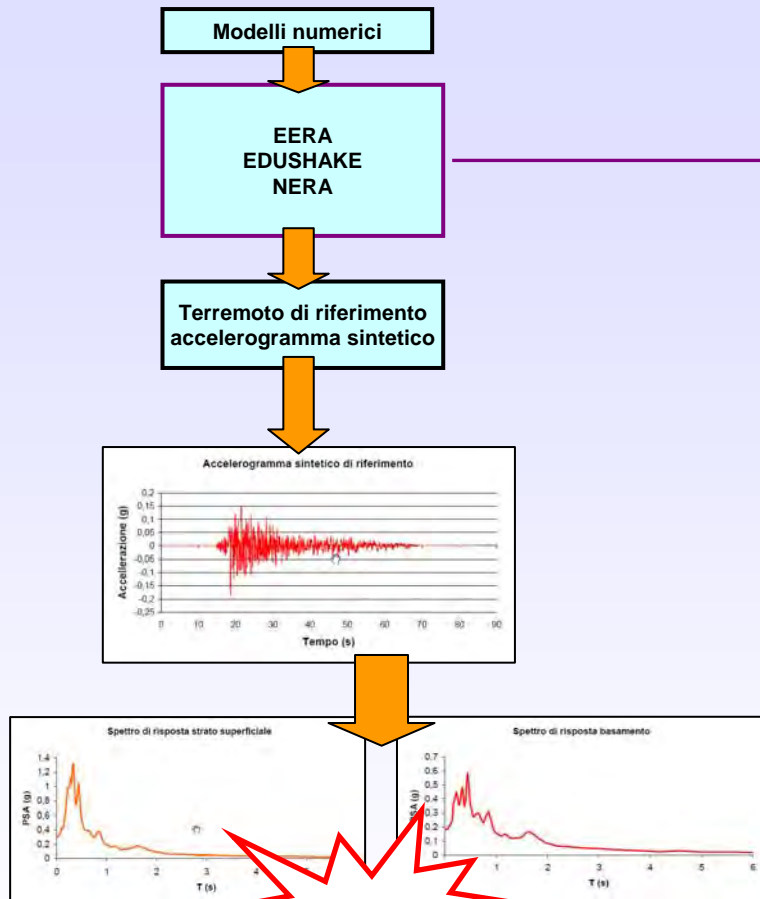 Modelli numerici
EERA
EDUSHAKE
NERA
Terremoto di riferimento
accelerogramma sintetico
Accelerogramma sintetico di riferimento
Accelerazione (g)
0,2
0,15
0,1
0,05
0
-0,05
-0,1
-0,15
-0,2
-0,25
0 10 20 30 40 50 60 70 80 90
Tempo (s)
Spettro di risposta strato superficiale
PSA (g)
1,4
1,2
1
0,8
0,6
0,4
0,2
0
0 1 2 3 4
T (s)
Spettro di risposta basamento
(g)
0.7
0.6
0.5
0.4
0.3
0.2
0.1
0
1 2 3 4 5 6
T (s)